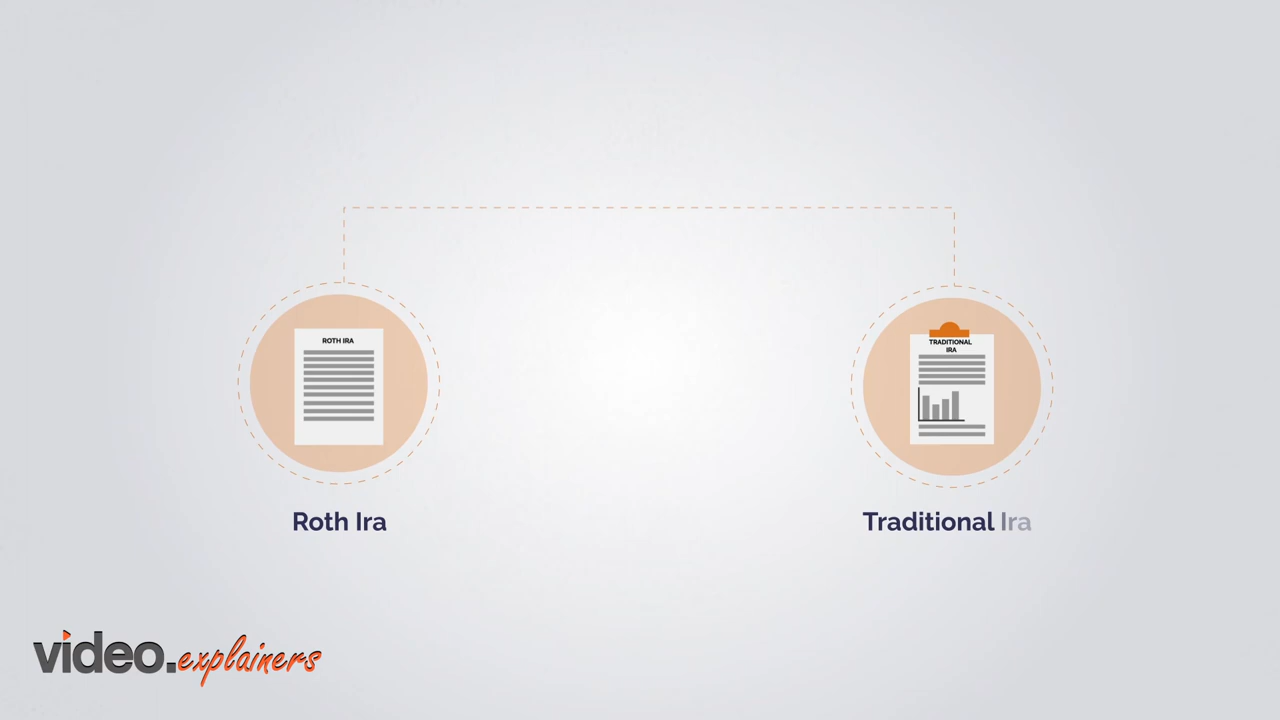 ROTH IRA
TRADITIONAL
IRA
Roth Ira
Traditional Ira
video.explainers